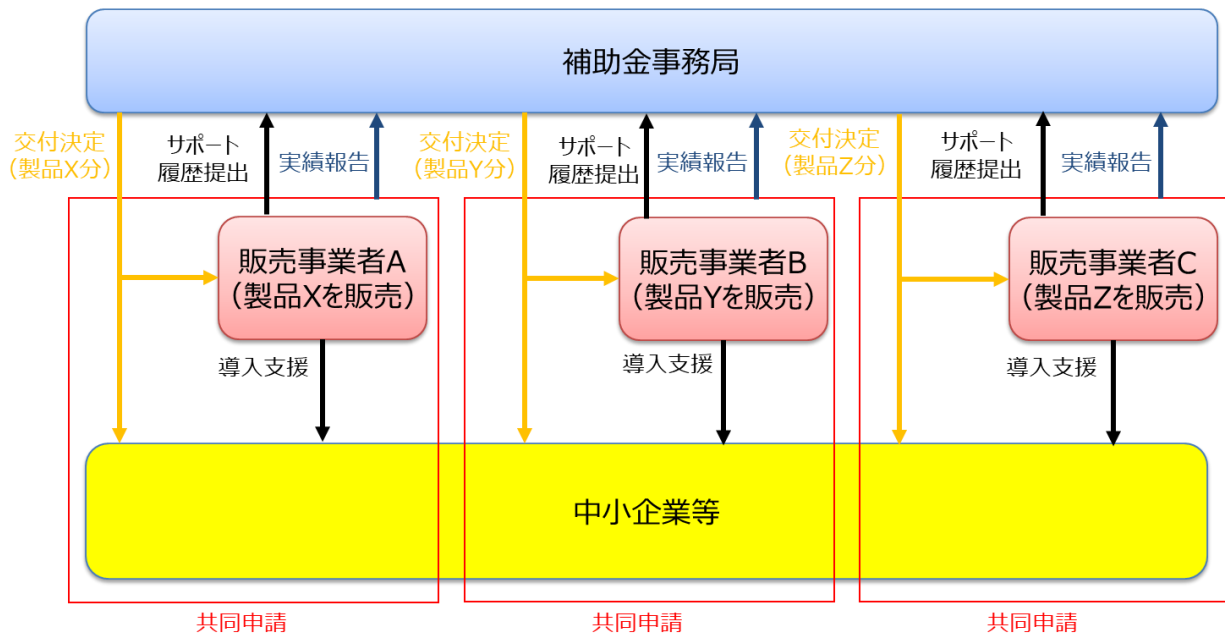 補助金事務局
交付決定
（製品X分）
サポート
履歴提出
実績報告
交付決定
（製品Y分）
サポート
履歴提出
実績報告
交付決定
（製品Z分）
サポート
履歴提出
実績報告
販売事業者A
（製品Xを販売）
販売事業者B
（製品Yを販売）
販売事業者C
（製品Zを販売）
導入支援
導入支援
導入支援
中小企業等
共同申請
共同申請
共同申請